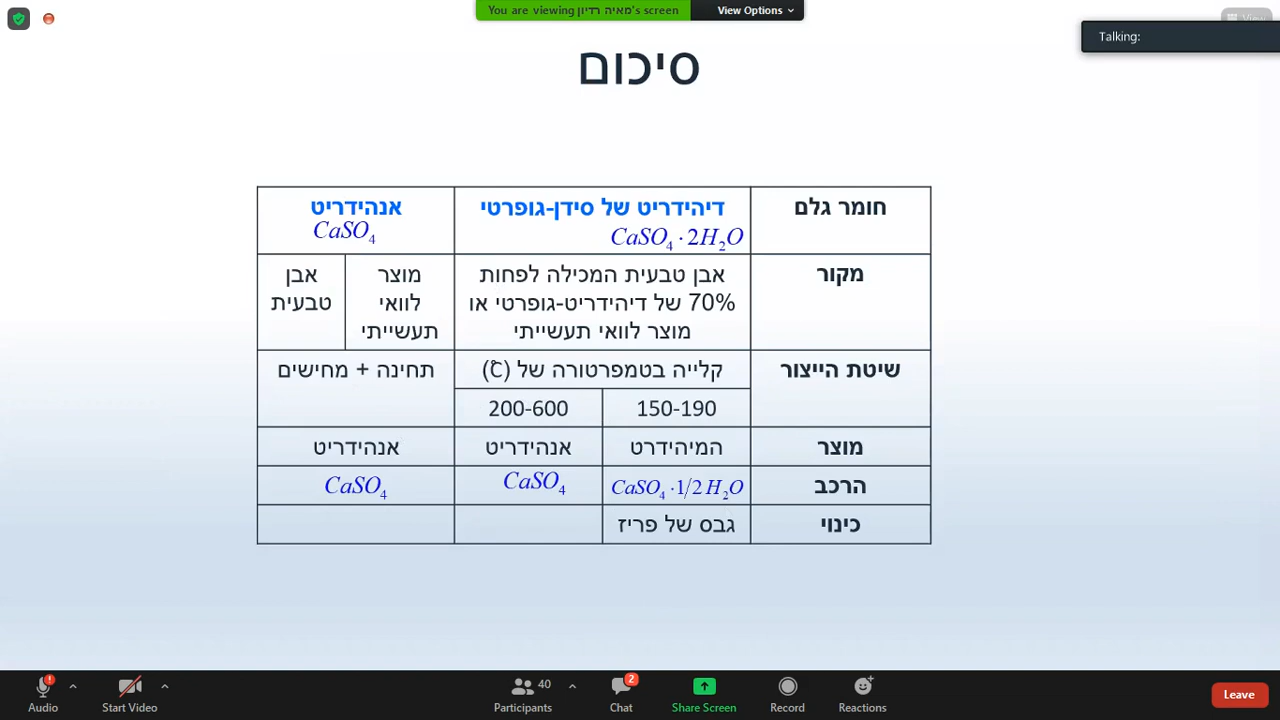 You are viewing מאיה רדיון's screen
View Options
View
Talking:
סיכום
חומר גלם
דיהידריט של סידן-גופרטי
CaSO₄·2H₂O
אנהידריט
CaSO₄
מקור
אבן טבעית המכילה לפחות
70% של דיהידריט-גופרטי או
מוצר לוואי תעשייתי
מוצר
לוואי
תעשייתי
אבן
טבעית
שיטת הייצור
קלייה בטמפרטורה של (℃)
תחינה + מחישים
150-190
200-600
מוצר
המיהידרט
אנהידריט
אנהידריט
הרכב
CaSO₄·1/2H₂O
CaSO₄
CaSO₄
כינוי
גבס של פריז
Audio
Start Video
40
Participants
2
Chat
Share Screen
Record
Reactions
Leave